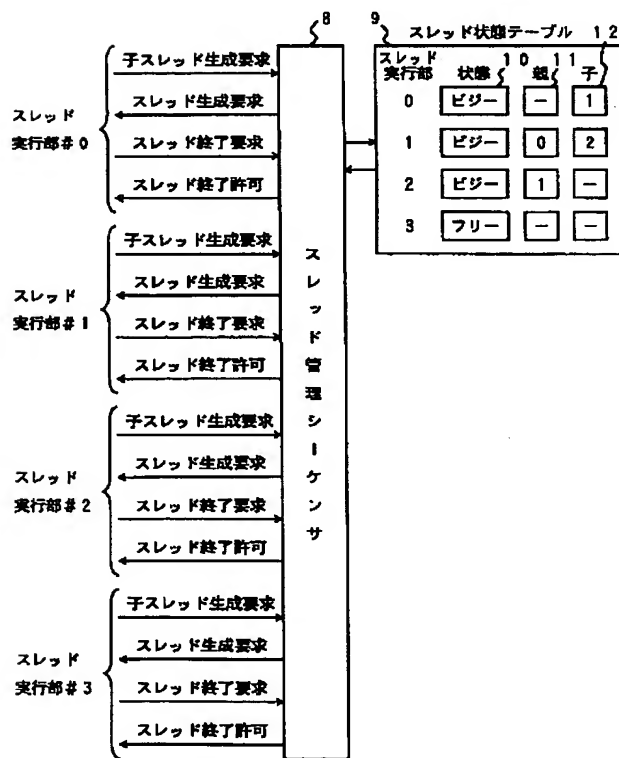 8
9
スレッド状態テーブル 12
スレッド
実行部 状態 10 親 11 子
0 ビジー － 1
1 ビジー 0 2
2 ビジー 1 －
3 フリー － －
スレッド
実行部#0
子スレッド生成要求
スレッド生成要求
スレッド終了要求
スレッド終了許可
スレッド
実行部#1
子スレッド生成要求
スレッド生成要求
スレッド終了要求
スレッド終了許可
スレッド
実行部#2
子スレッド生成要求
スレッド生成要求
スレッド終了要求
スレッド終了許可
スレッド
実行部#3
子スレッド生成要求
スレッド生成要求
スレッド終了要求
スレッド終了許可
スレッド管理シーケンサ